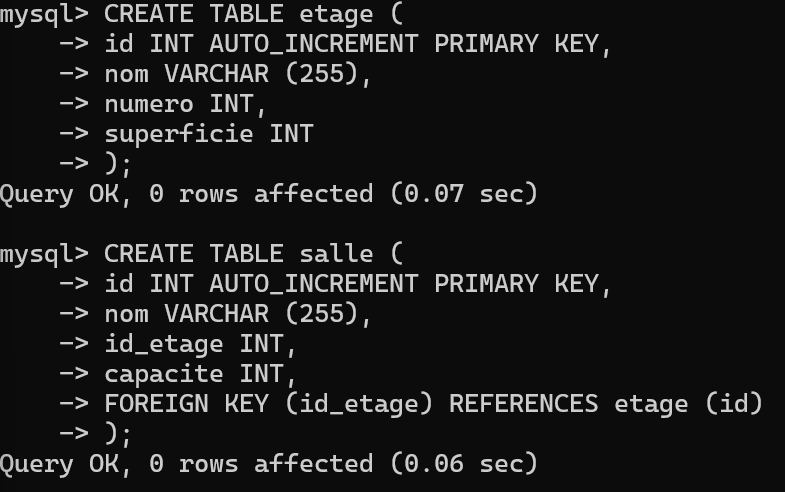 mysql> CREATE TABLE etage (
    -> id INT AUTO_INCREMENT PRIMARY KEY,
    -> nom VARCHAR (255),
    -> numero INT,
    -> superficie INT
    -> );
Query OK, 0 rows affected (0.07 sec)

mysql> CREATE TABLE salle (
    -> id INT AUTO_INCREMENT PRIMARY KEY,
    -> nom VARCHAR (255),
    -> id_etage INT,
    -> capacite INT,
    -> FOREIGN KEY (id_etage) REFERENCES etage (id)
    -> );
Query OK, 0 rows affected (0.06 sec)